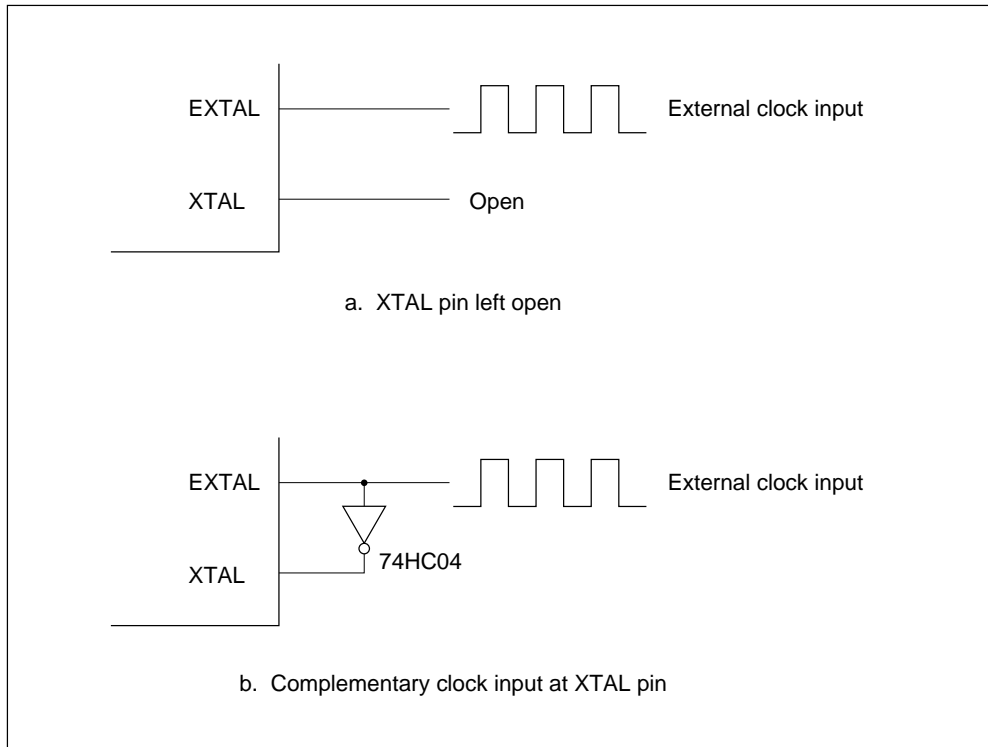 EXTAL
External clock input
XTAL
Open
a. XTAL pin left open
EXTAL
External clock input
74HC04
XTAL
b. Complementary clock input at XTAL pin